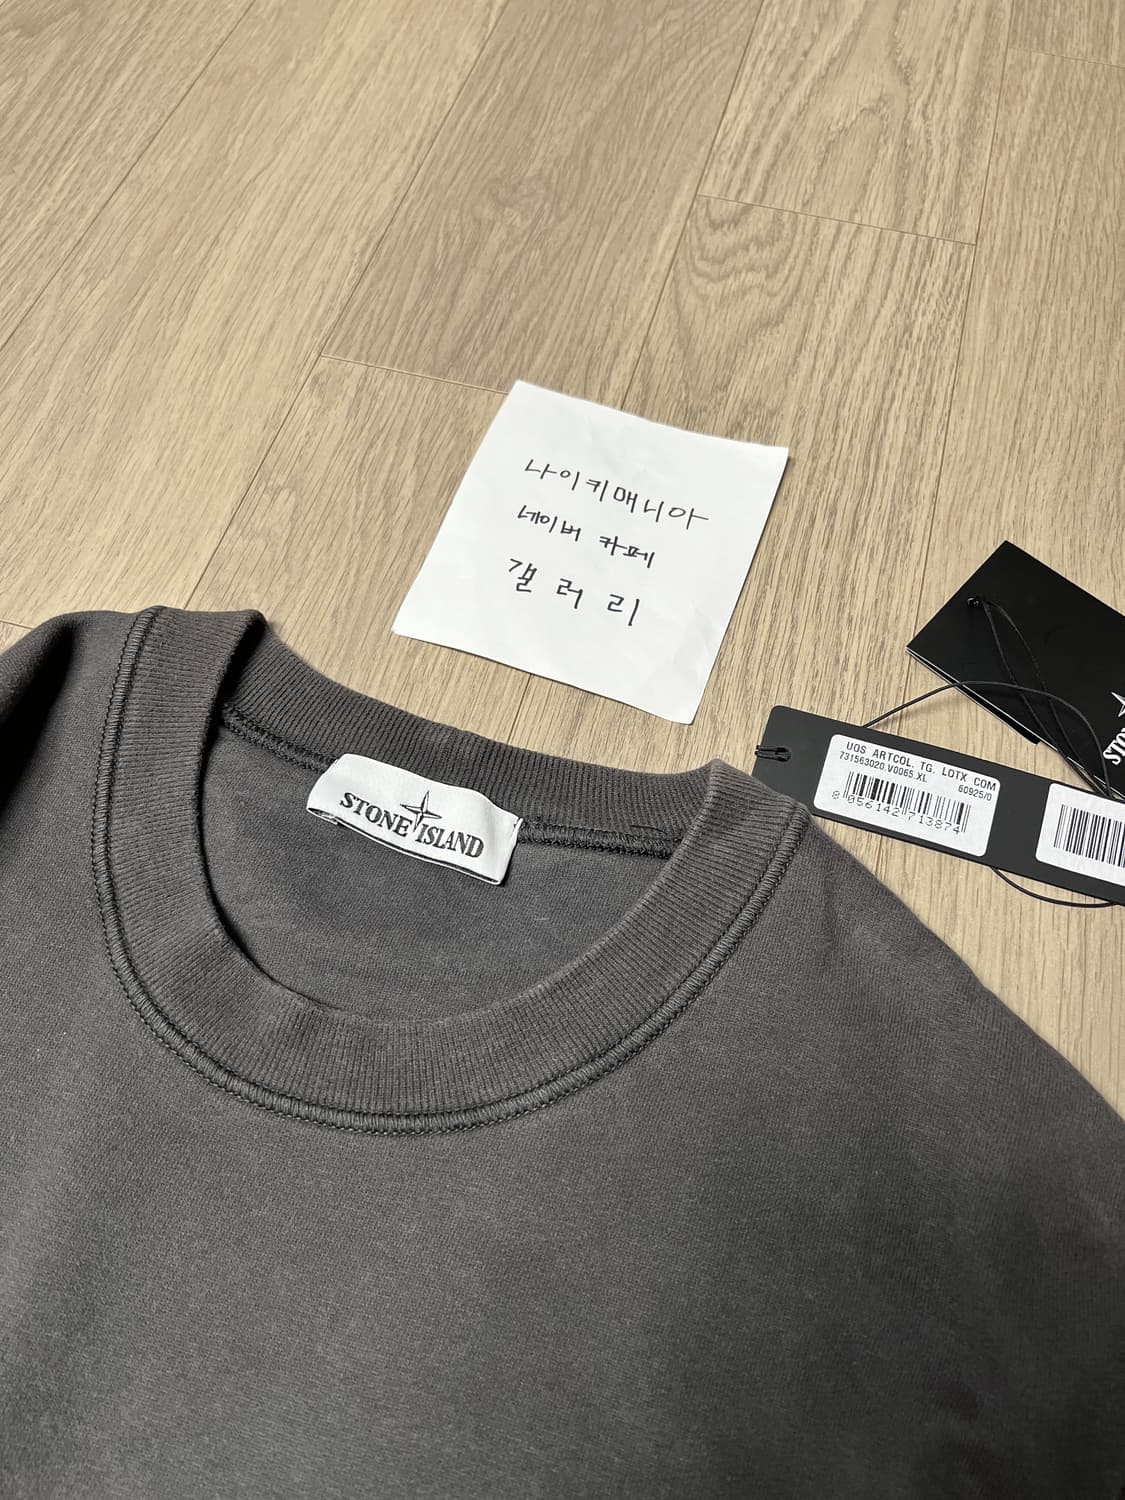 나이키매니아
네이버 카페
갤러리
STONE ISLAND
UOS ARTCOL. TG. LOTX COM
731563020.V0065.XL
60925/0
8 056142 713874